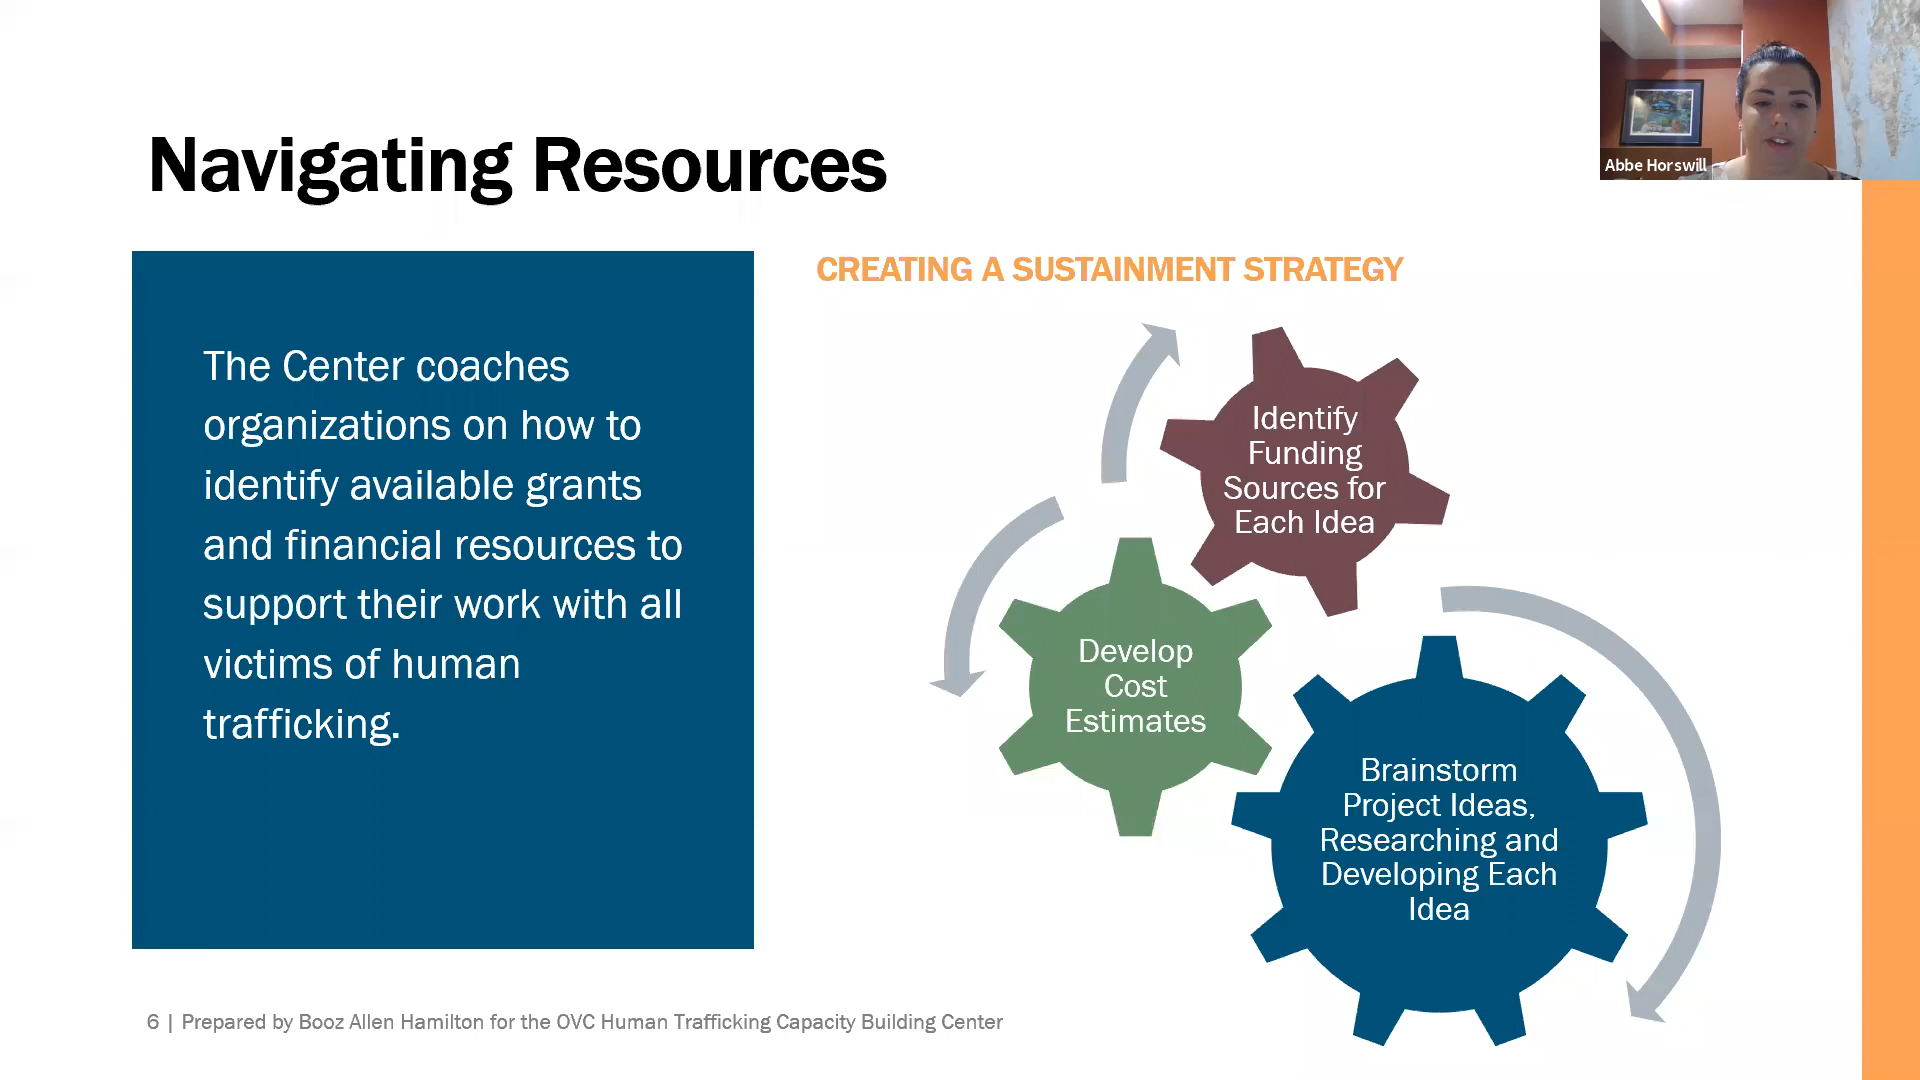 Navigating Resources
Abbe Horswill
The Center coaches
organizations on how to
identify available grants
and financial resources to
support their work with all
victims of human
trafficking.
CREATING A SUSTAINMENT STRATEGY
Identify
Funding
Sources for
Each Idea
Develop
Cost
Estimates
Brainstorm
Project Ideas,
Researching and
Developing Each
Idea
6 | Prepared by Booz Allen Hamilton for the OVC Human Trafficking Capacity Building Center